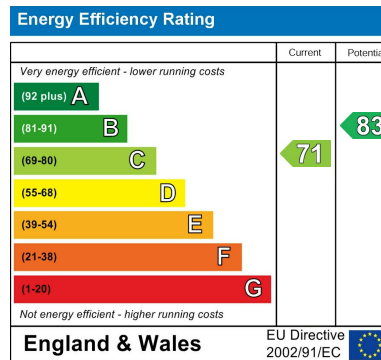 Energy Efficiency Rating
Current
Potentia
Very energy efficient - lower running costs
(92 plus) A
(81-91) B
(69-80) C
(55-68) D
(39-54) E
(21-38) F
(1-20) G
71
83
Not energy efficient - higher running costs
England & Wales
EU Directive
2002/91/EC